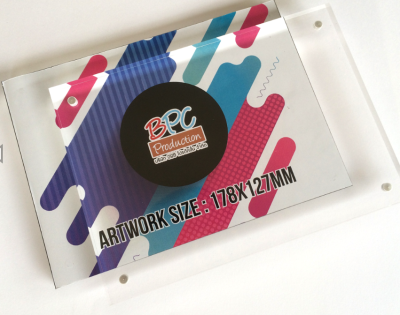 BPC
Production
ARTWORK SIZE : 178X127MM